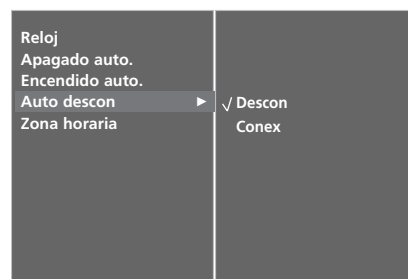 Reloj
Apagado auto.
Encendido auto.
Auto descon ►
Zona horaria
√ Descon
Conex